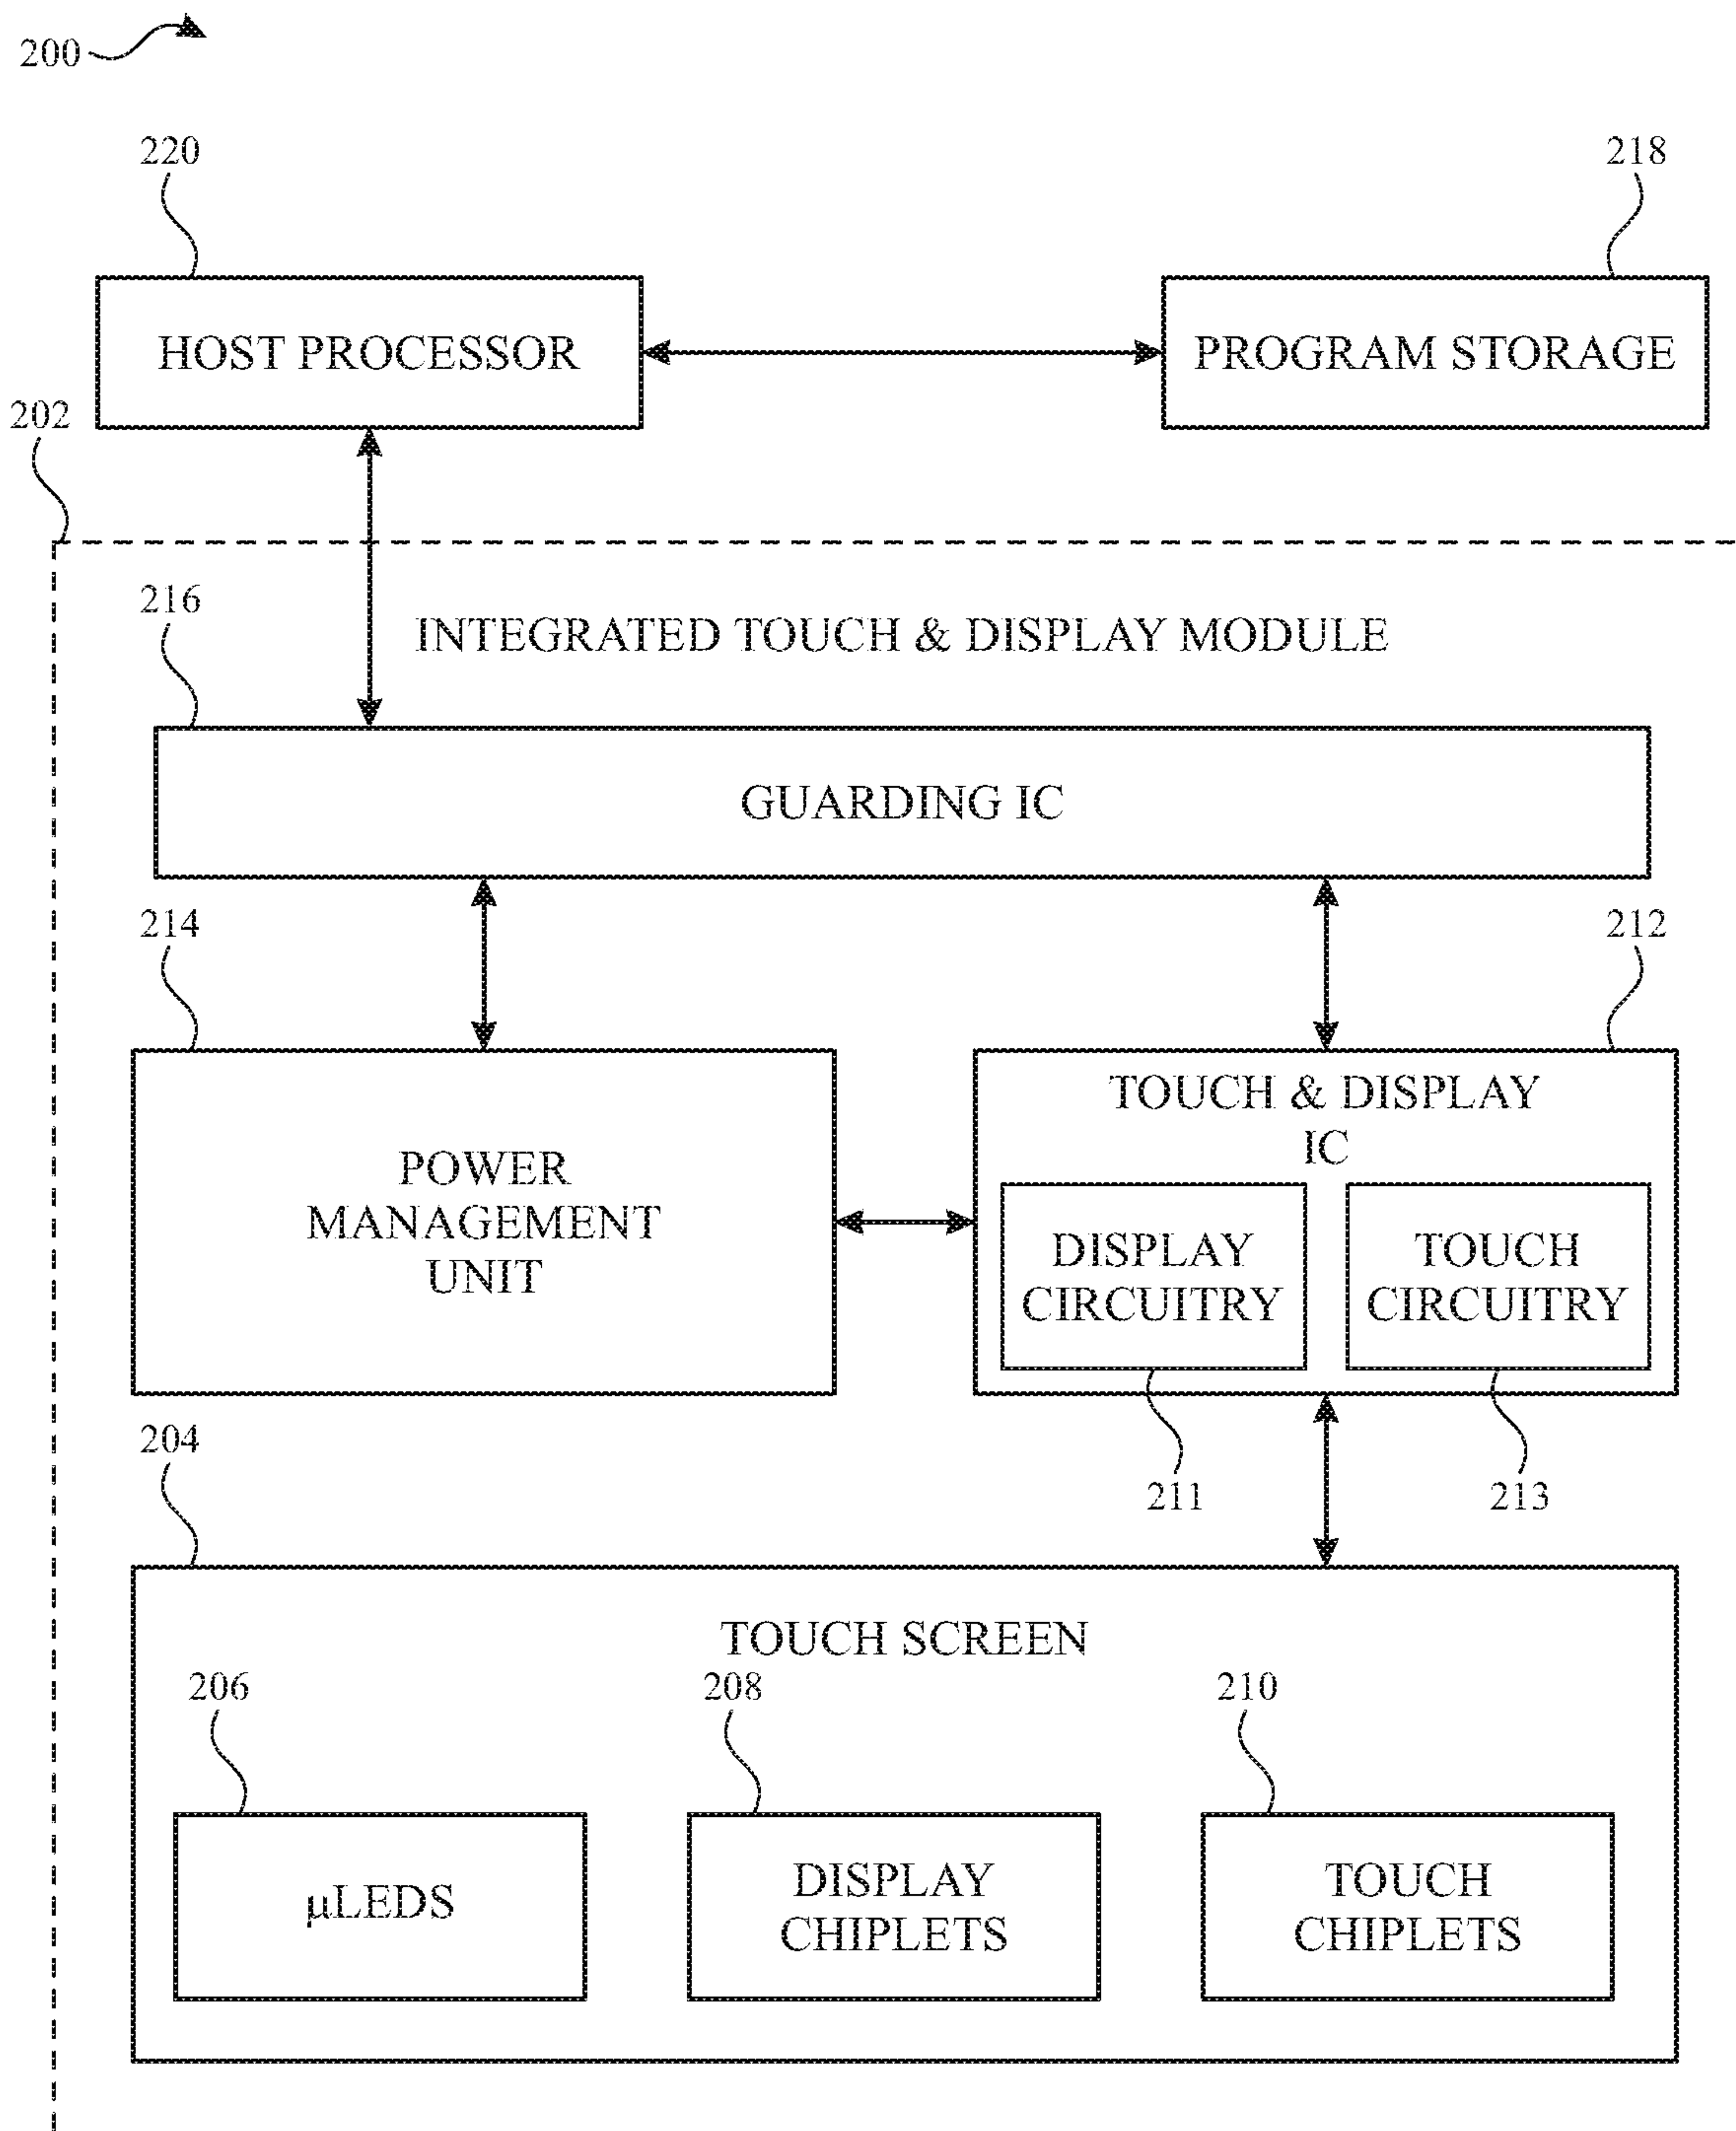 200
220
218
HOST PROCESSOR
PROGRAM STORAGE
202
216
INTEGRATED TOUCH & DISPLAY MODULE
GUARDING IC
214
212
TOUCH & DISPLAY
IC
POWER
MANAGEMENT
UNIT
DISPLAY
CIRCUITRY
TOUCH
CIRCUITRY
204
211
213
TOUCH SCREEN
206
208
210
µLEDS
DISPLAY
CHIPLETS
TOUCH
CHIPLETS